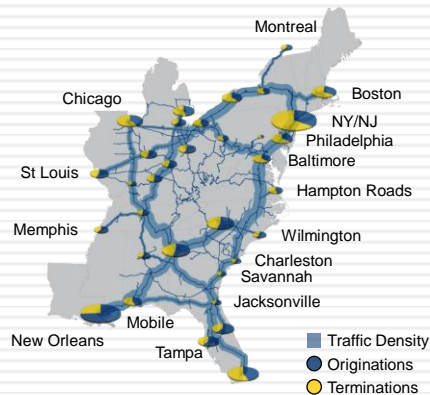 Montreal
Chicago
Boston
NY/NJ
Philadelphia
Baltimore
St Louis
Hampton Roads
Memphis
Wilmington
Charleston
Savannah
Jacksonville
New Orleans
Mobile
Tampa
Traffic Density
Originations
Terminations